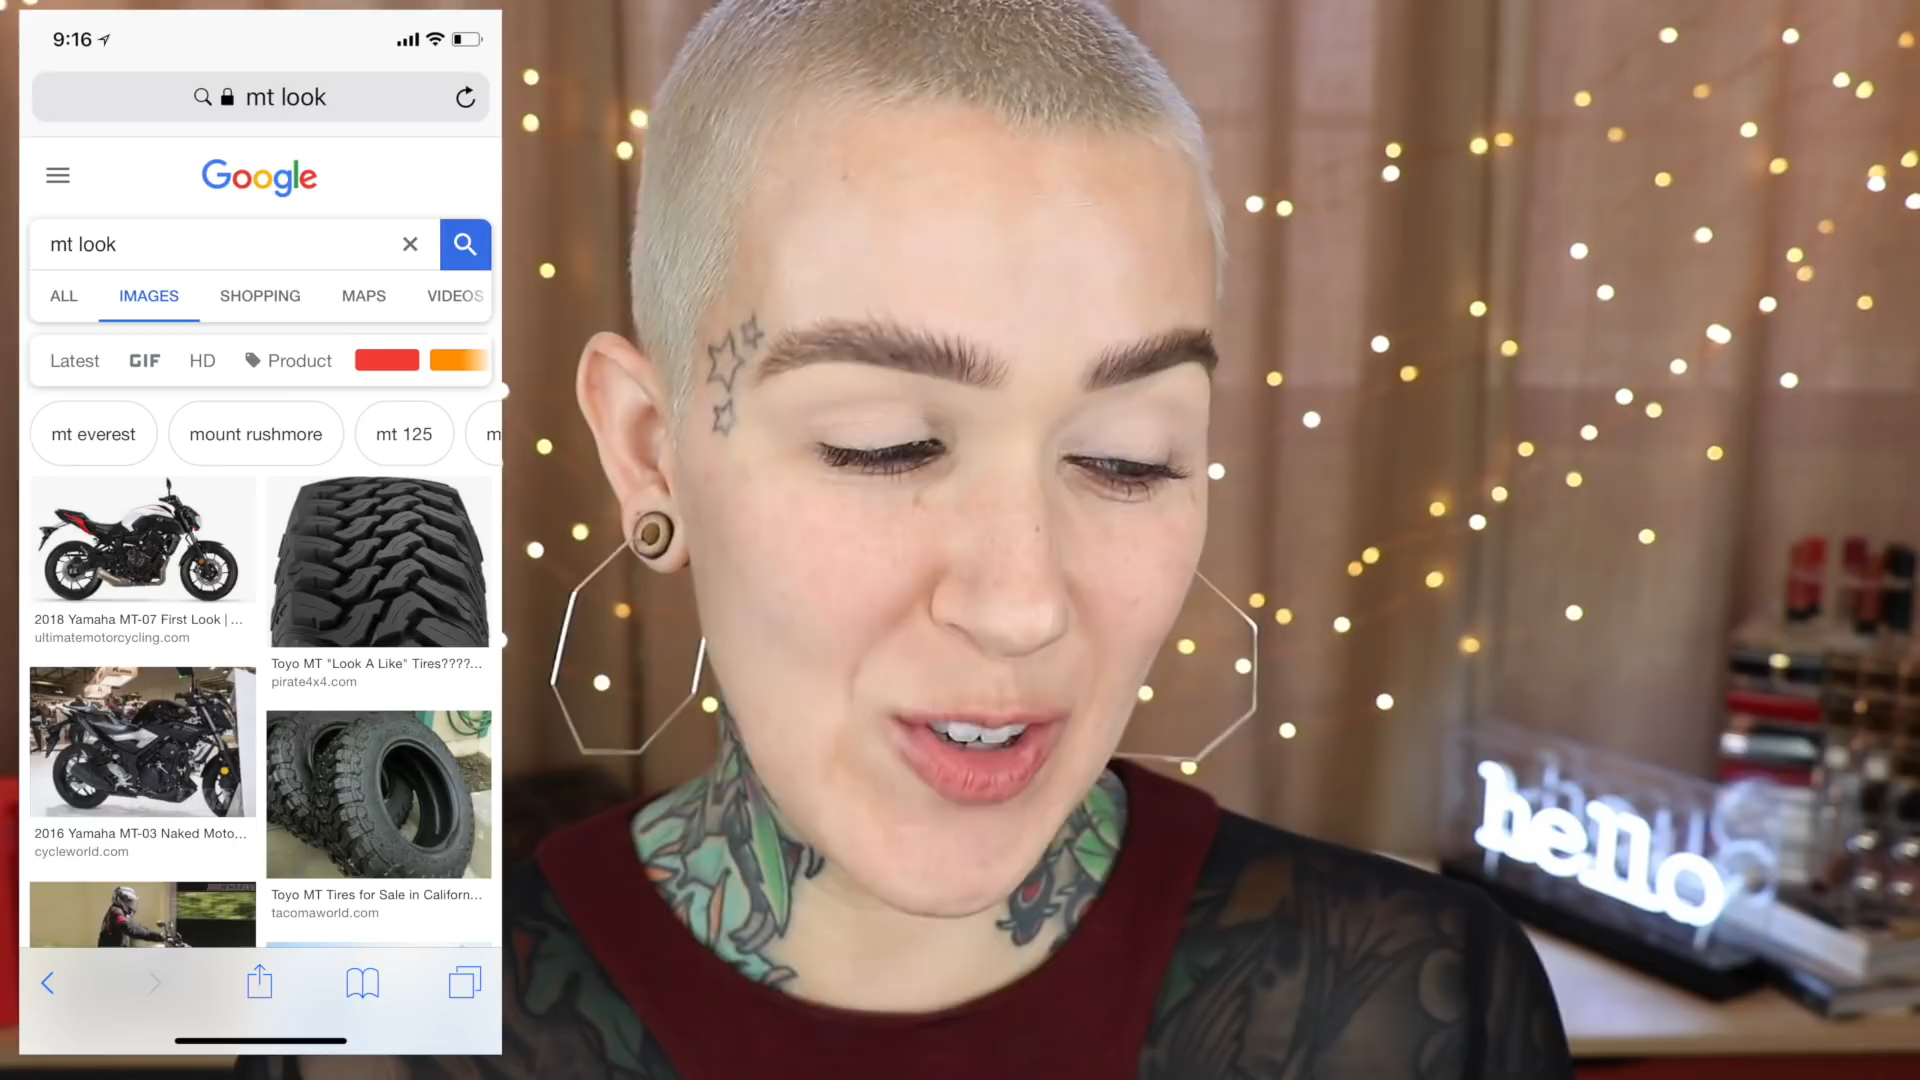 9:16
mt look
Google
mt look
ALL IMAGES SHOPPING MAPS VIDEOS
Latest GIF HD Product
mt everest mount rushmore mt 125 m
2018 Yamaha MT-07 First Look | ...
ultimatemotorcycling.com
Toyo MT "Look A Like" Tires????...
pirate4x4.com
2016 Yamaha MT-03 Naked Moto...
cycleworld.com
Toyo MT Tires for Sale in Californ...
tacomaworld.com
hello